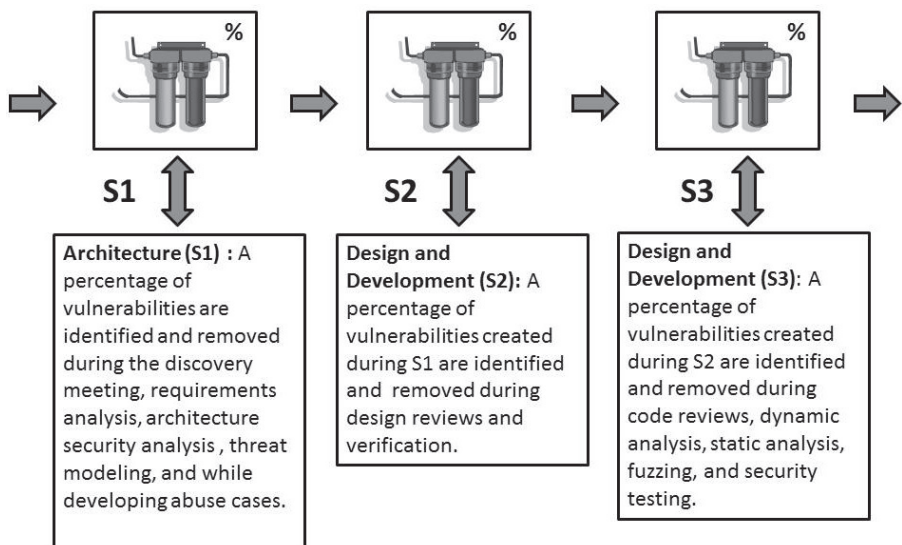 %
%
%
S1
S2
S3
Architecture (S1) : A
percentage of
vulnerabilities are
identified and removed
during the discovery
meeting, requirements
analysis, architecture
security analysis , threat
modeling, and while
developing abuse cases.
Design and
Development (S2): A
percentage of
vulnerabilities created
during S1 are identified
and removed during
design reviews and
verification.
Design and
Development (S3): A
percentage of
vulnerabilities created
during S2 are identified
and removed during
code reviews, dynamic
analysis, static analysis,
fuzzing, and security
testing.